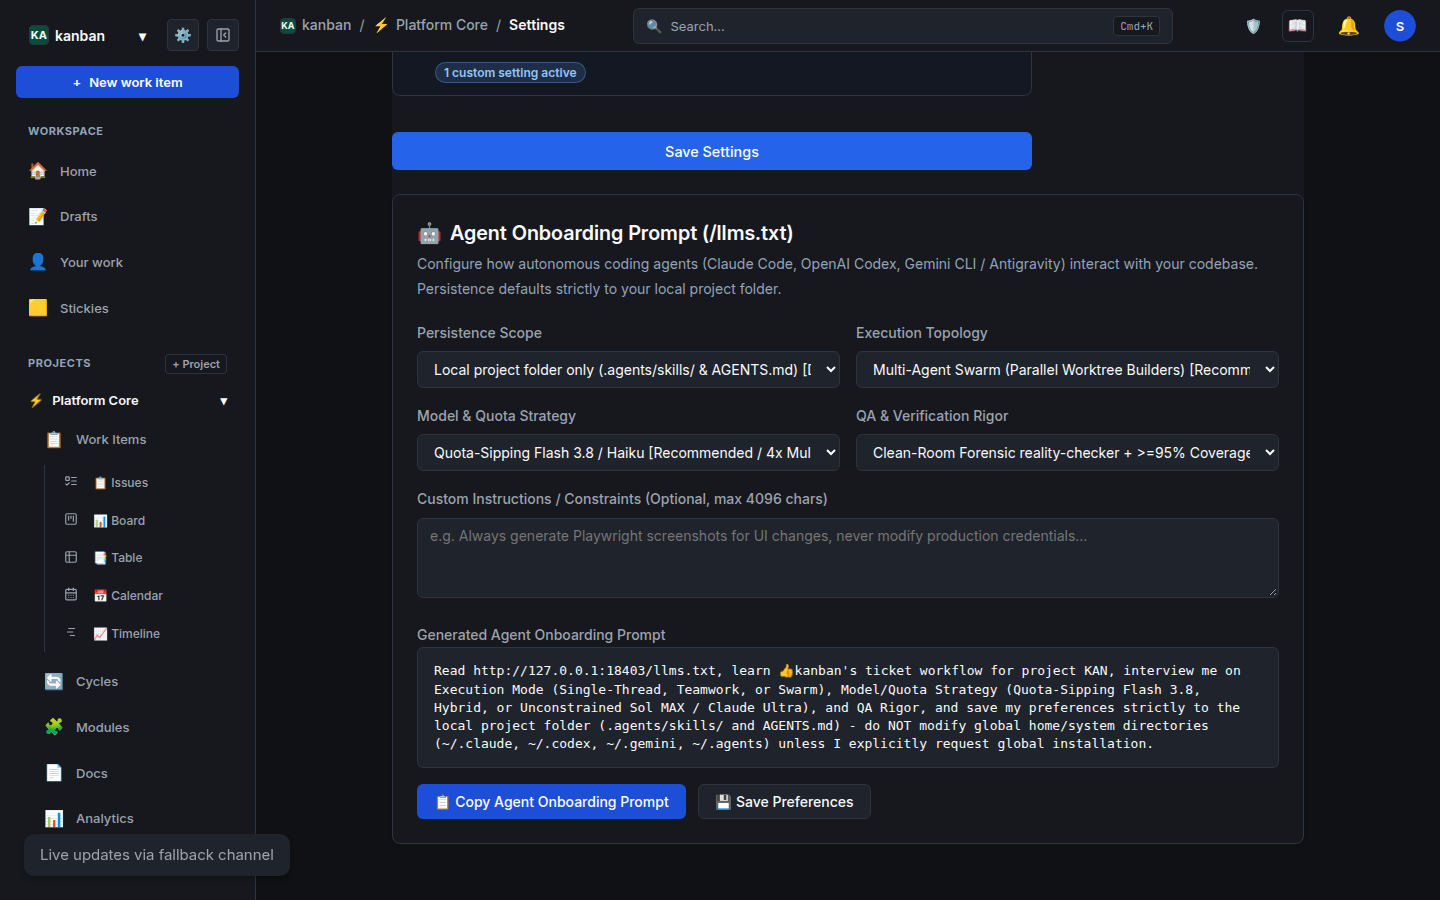 KA kanban
+ New work item
WORKSPACE
Home
Drafts
Your work
Stickies
PROJECTS
+ Project
Platform Core
Work Items
Issues
Board
Table
Calendar
Timeline
Cycles
Modules
Docs
Analytics
Live updates via fallback channel
KA kanban / Platform Core / Settings
Search...
Cmd+K
S
1 custom setting active
Save Settings
Agent Onboarding Prompt (/llms.txt)
Configure how autonomous coding agents (Claude Code, OpenAI Codex, Gemini CLI / Antigravity) interact with your codebase.
Persistence defaults strictly to your local project folder.
Persistence Scope
Local project folder only (.agents/skills/ & AGENTS.md)
Execution Topology
Multi-Agent Swarm (Parallel Worktree Builders) [Recomm
Model & Quota Strategy
Quota-Sipping Flash 3.8 / Haiku [Recommended / 4x Mul
QA & Verification Rigor
Clean-Room Forensic reality-checker + >=95% Coverage
Custom Instructions / Constraints (Optional, max 4096 chars)
e.g. Always generate Playwright screenshots for UI changes, never modify production credentials...
Generated Agent Onboarding Prompt
Read http://127.0.0.1:18403/llms.txt, learn 👍kanban's ticket workflow for project KAN, interview me on
Execution Mode (Single-Thread, Teamwork, or Swarm), Model/Quota Strategy (Quota-Sipping Flash 3.8,
Hybrid, or Unconstrained Sol MAX / Claude Ultra), and QA Rigor, and save my preferences strictly to the
local project folder (.agents/skills/ and AGENTS.md) - do NOT modify global home/system directories
(~/.claude, ~/.codex, ~/.gemini, ~/.agents) unless I explicitly request global installation.
Copy Agent Onboarding Prompt
Save Preferences